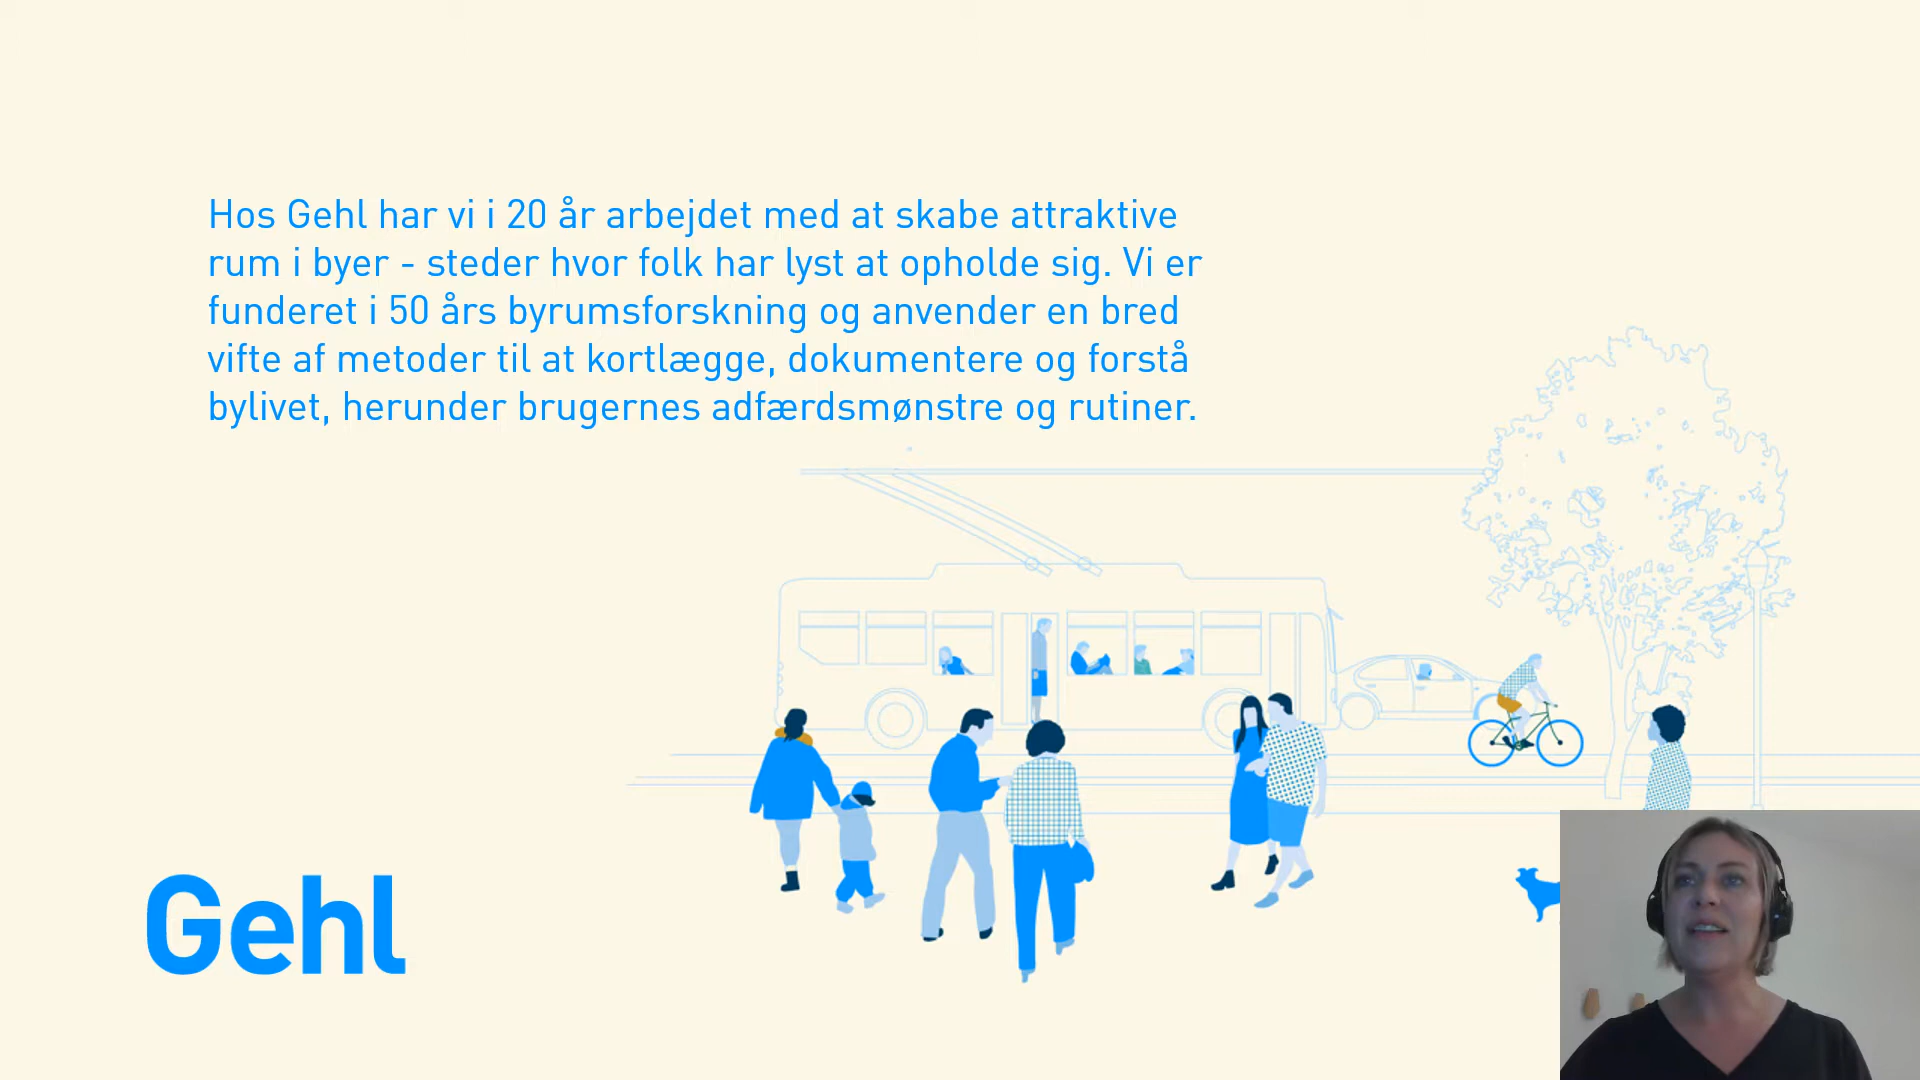 Hos Gehl har vi i 20 år arbejdet med at skabe attraktive
rum i byer - steder hvor folk har lyst at opholde sig. Vi er
funderet i 50 års byrumsforskning og anvender en bred
vifte af metoder til at kortlægge, dokumentere og forstå
bylivet, herunder brugernes adfærdsmønstre og rutiner.
Gehl